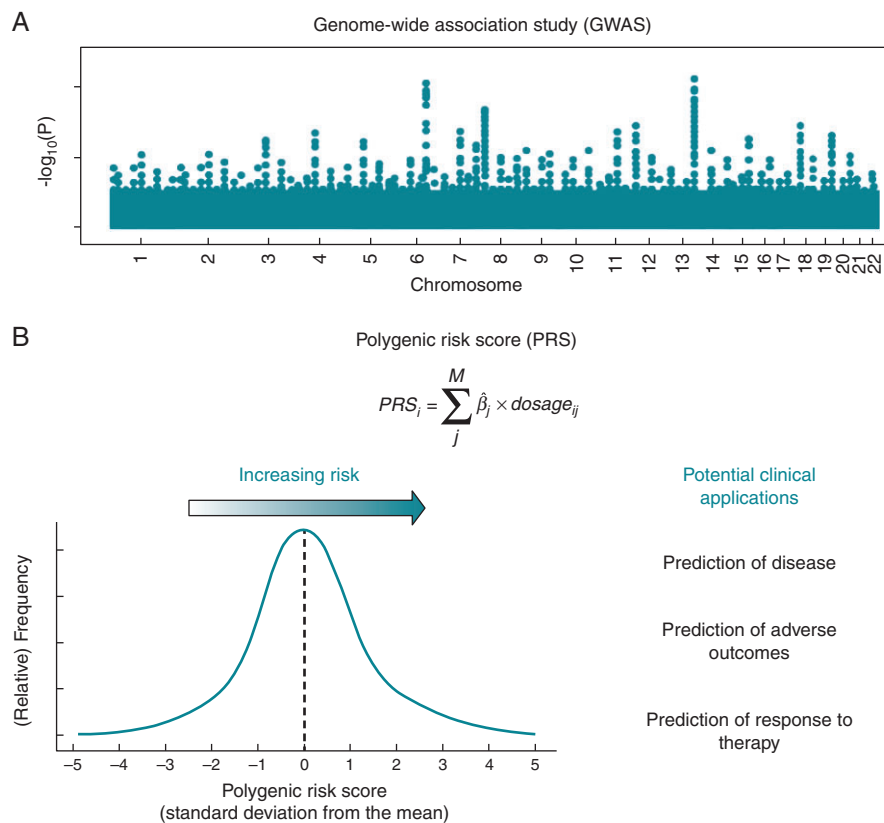 A
Genome-wide association study (GWAS)
-log10(P)
1 2 3 4 5 6 7 8 9 10 11 12 13 14 15 16 17 18 19 20 21 22
Chromosome
B
Polygenic risk score (PRS)
M
PRSi = ∑ β̂j × dosageij
j
Increasing risk
Potential clinical
applications
(Relative) Frequency
Prediction of disease
Prediction of adverse
outcomes
Prediction of response to
therapy
−5 −4 −3 −2 −1 0 1 2 3 4 5
Polygenic risk score
(standard deviation from the mean)